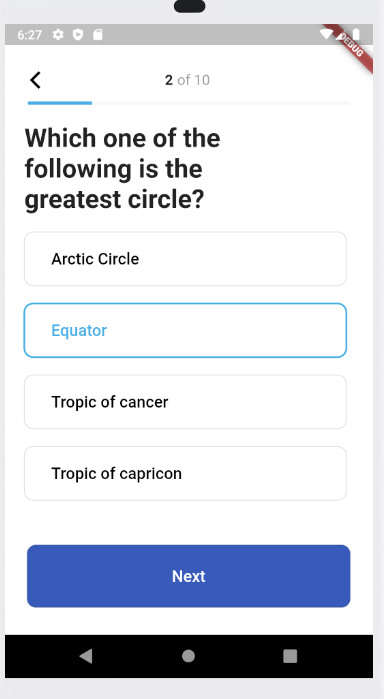 6:27
DEBUG
2 of 10
Which one of the
following is the
greatest circle?
Arctic Circle
Equator
Tropic of cancer
Tropic of capricon
Next